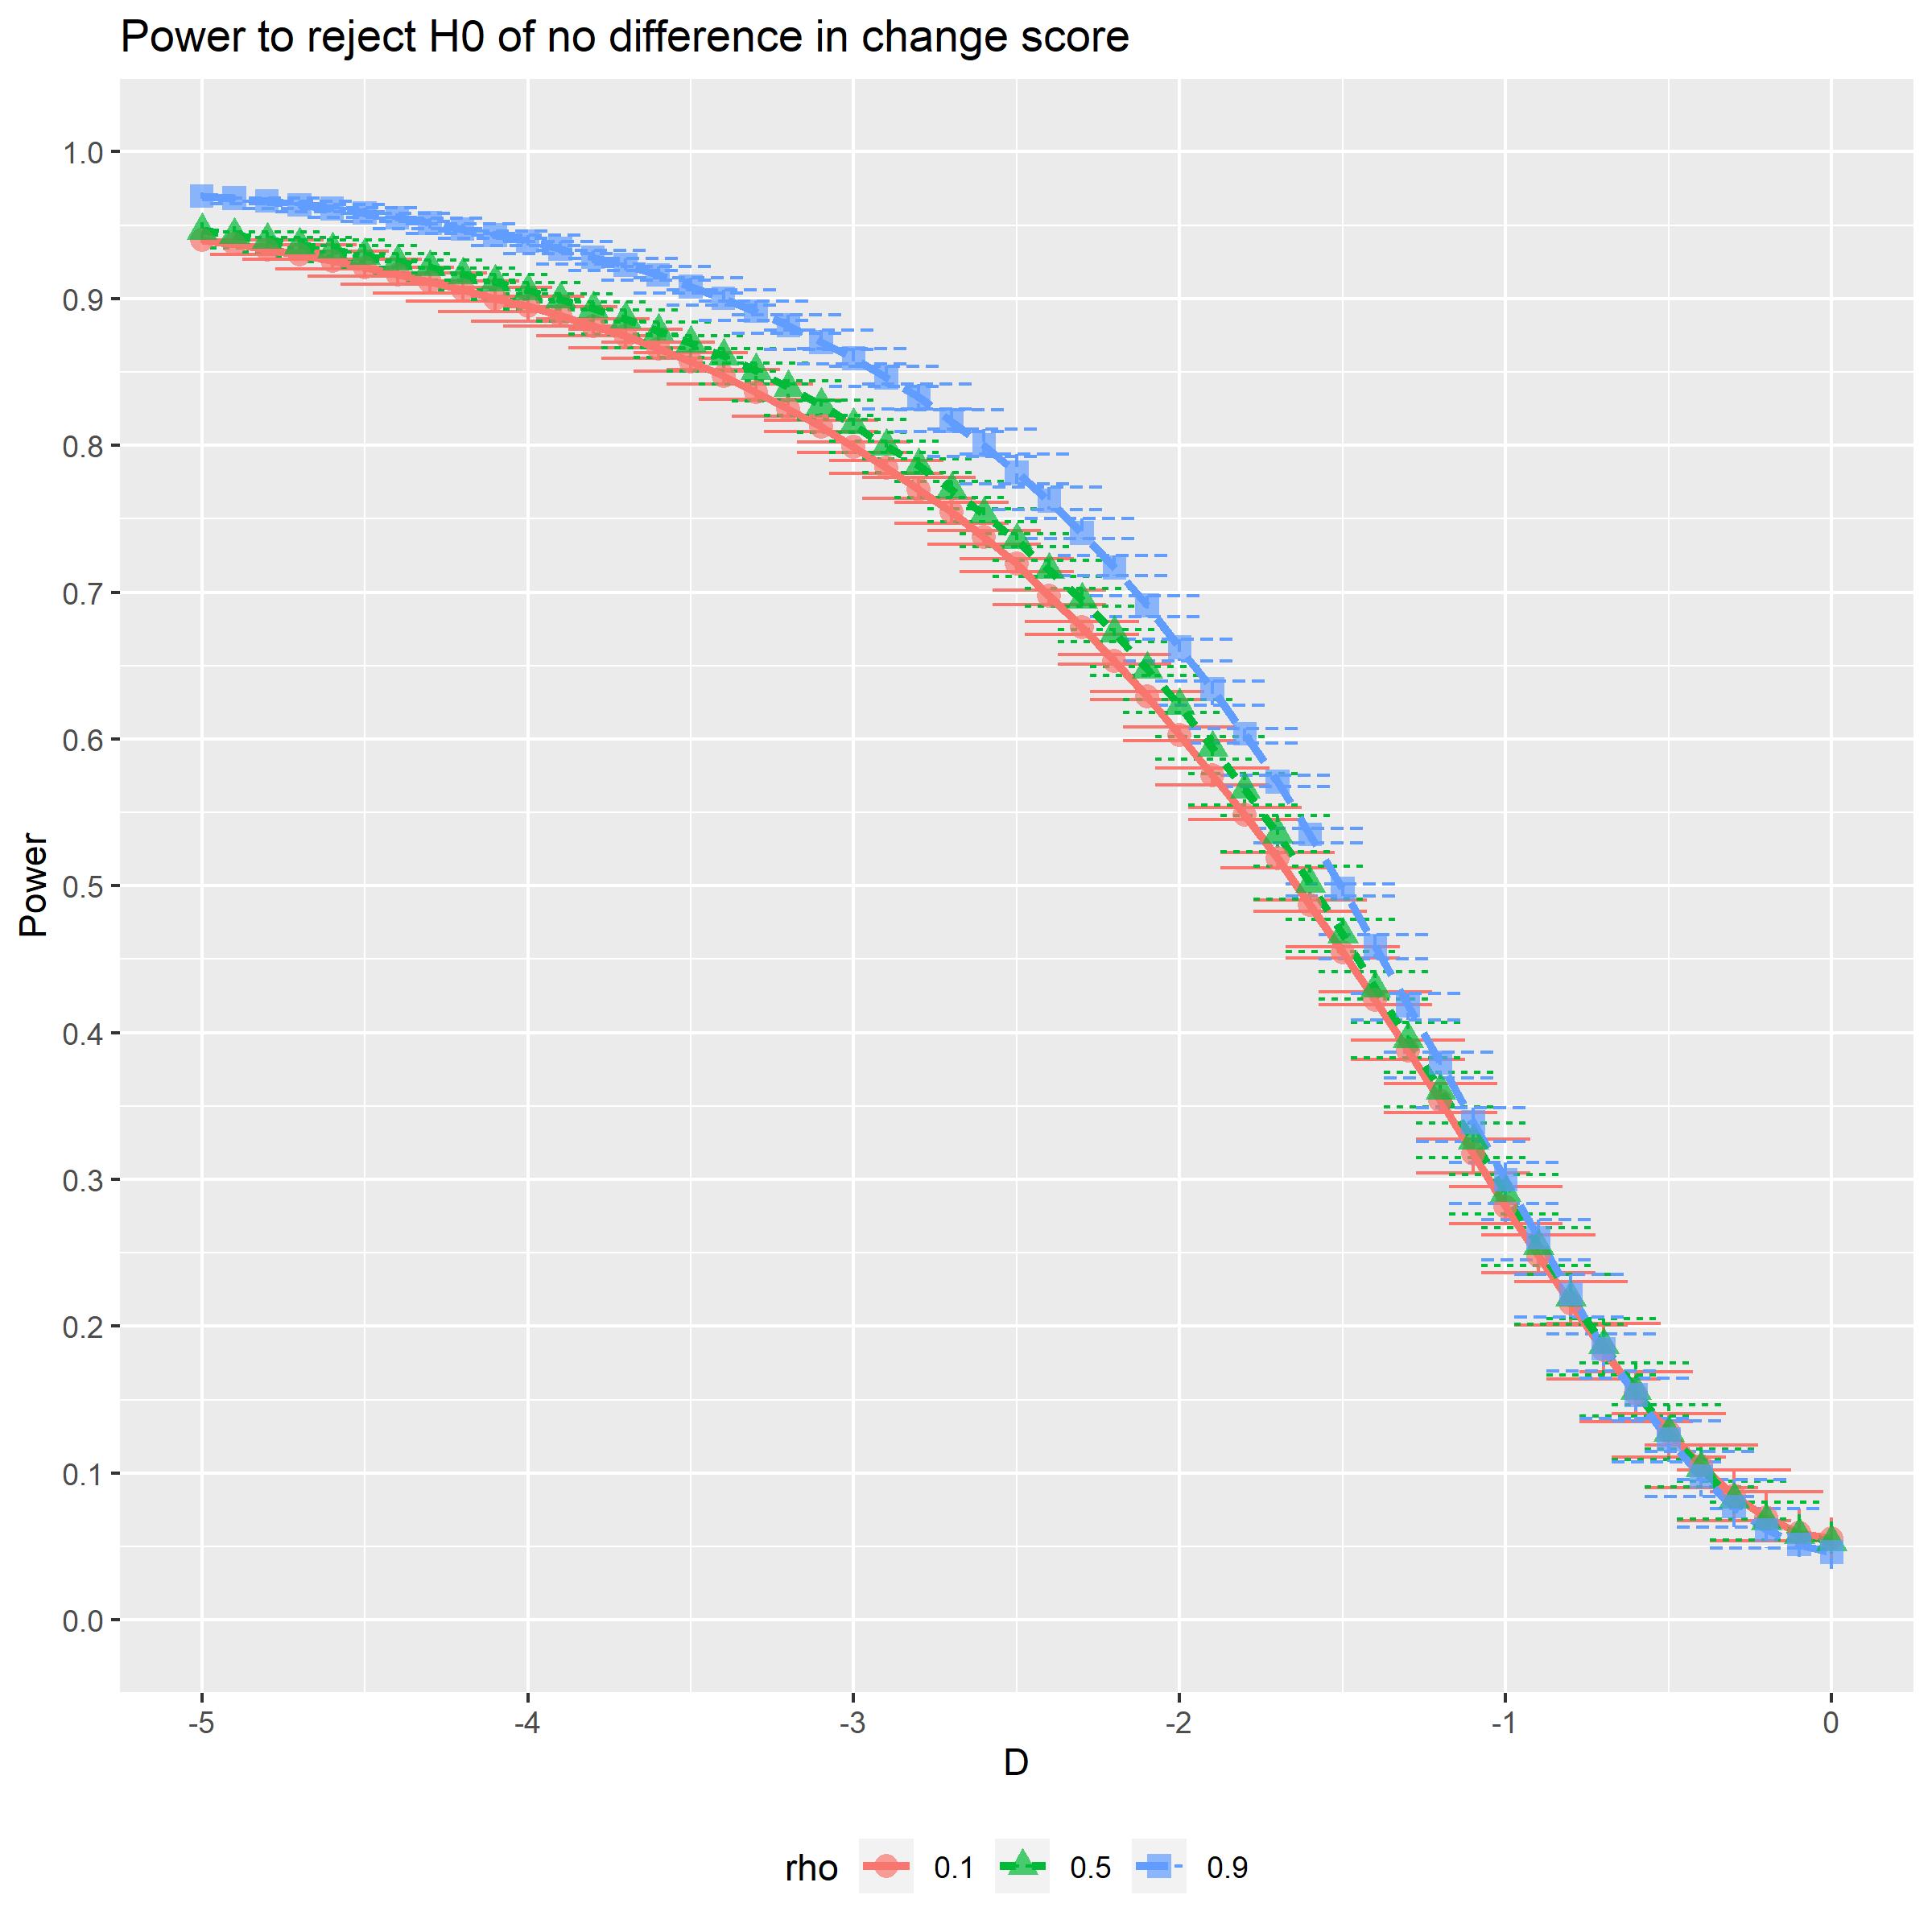 Power to reject H0 of no difference in change score
1.0
0.9
0.8
0.7
0.6
0.5
0.4
0.3
0.2
0.1
0.0
Power
-5 -4 -3 -2 -1 0
D
rho 0.1 0.5 0.9